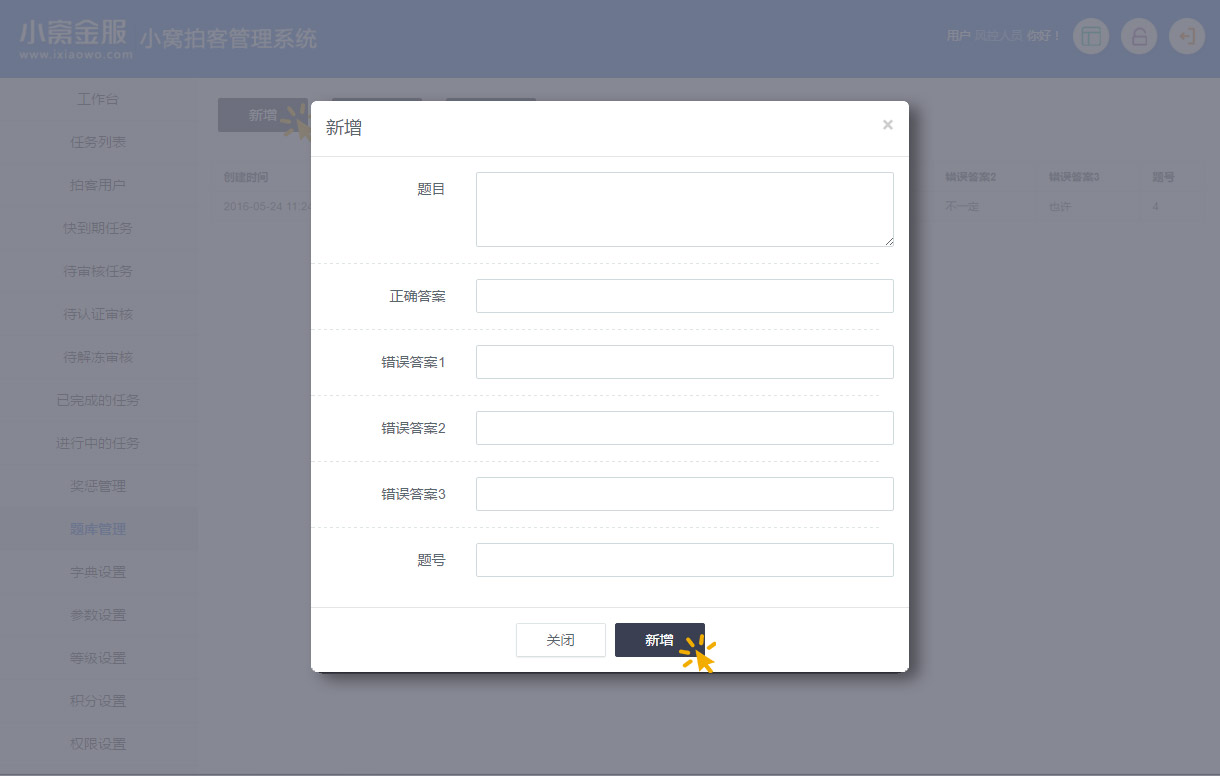 小窝金服
www.ixiaowo.com
小窝拍客管理系统
用户 风控人员 你好！
工作台
任务列表
拍客用户
快到期任务
待审核任务
待认证审核
待解冻审核
已完成的任务
进行中的任务
奖惩管理
题库管理
字典设置
参数设置
等级设置
积分设置
权限设置
新增
创建时间
错误答案2
错误答案3
题号
2016-05-24 11:24
不一定
也许
4
新增
×
题目
正确答案
错误答案1
错误答案2
错误答案3
题号
关闭
新增